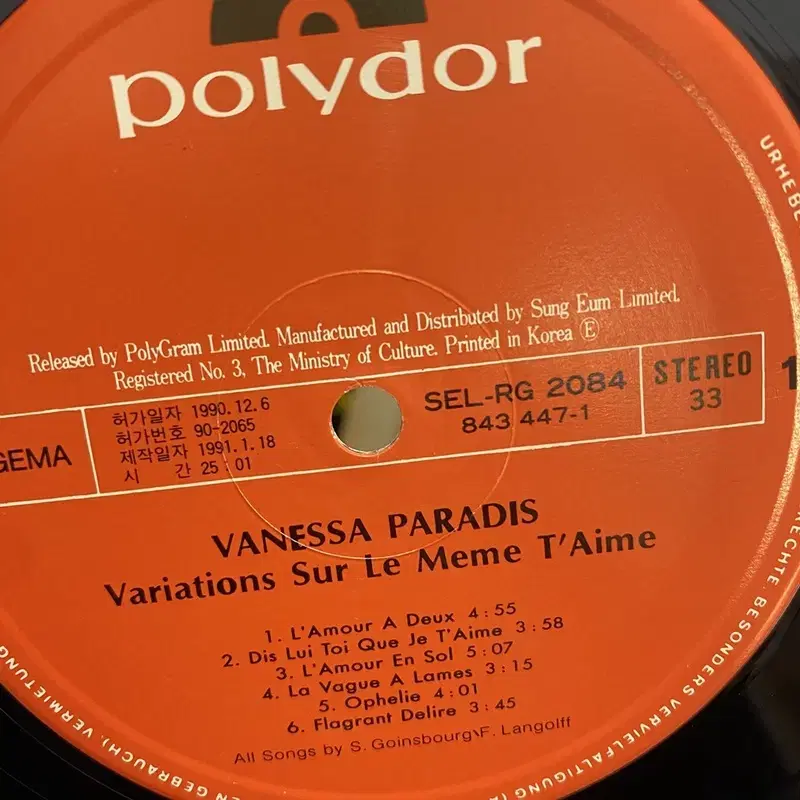 polydor
Released by PolyGram Limited. Manufactured and Distributed by Sung Eum Limited.
Registered No. 3, The Ministry of Culture. Printed in Korea Ⓔ
GEMA
허가일자 1990.12.6
허가번호 90-2065
제작일자 1991.1.18
시 간 25:01
SEL-RG 2084
843 447-1
STEREO
33
1
VANESSA PARADIS
Variations Sur Le Meme T'Aime
1. L'Amour A Deux 4:55
2. Dis Lui Toi Que Je T'Aime 3:58
3. L'Amour En Sol 5:07
4. La Vague A Lames 3:15
5. Ophelie 4:01
6. Flagrant Delire 3:45
All Songs by S. Goinsbourg\F. Langolff
RECHTE. BESONDERS VERVIELFÄLTIGUNG
GEBRAUCH), VERMIETUNG